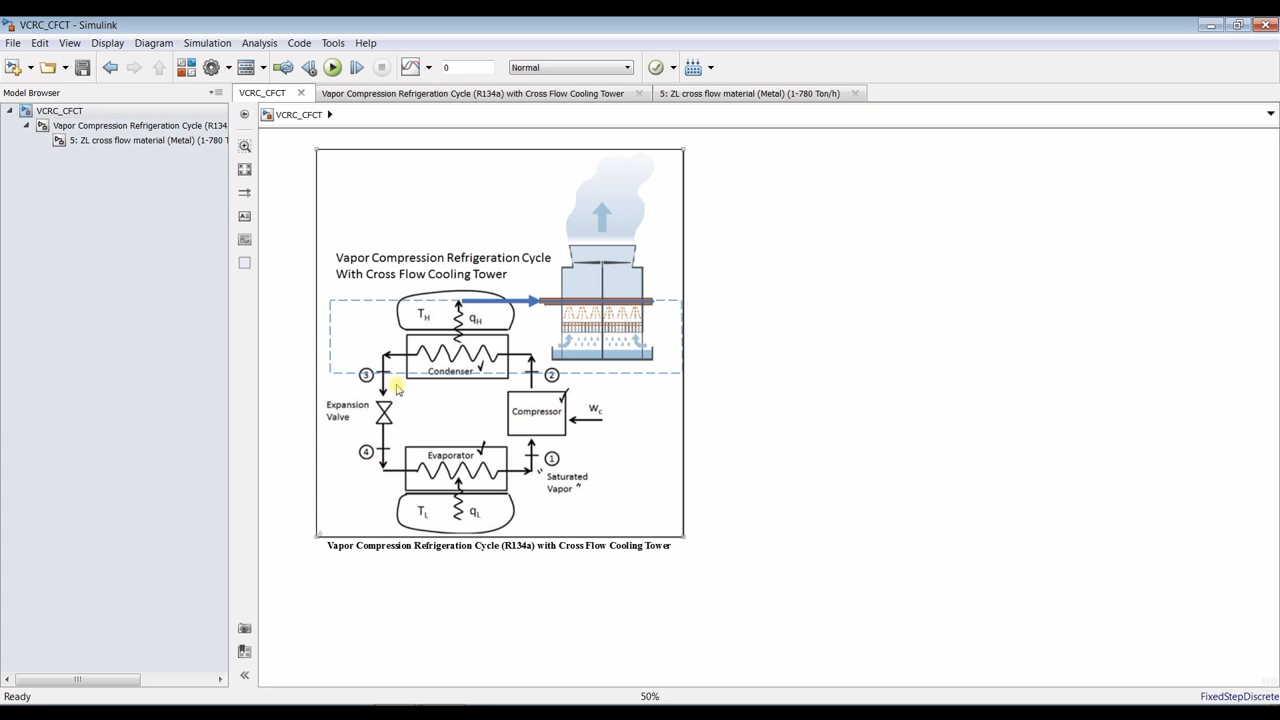 VCRC_CFCT - Simulink
File Edit View Display Diagram Simulation Analysis Code Tools Help
0 Normal
Model Browser
VCRC_CFCT
Vapor Compression Refrigeration Cycle (R134
5: ZL cross flow material (Metal) (1-780 T
VCRC_CFCT Vapor Compression Refrigeration Cycle (R134a) with Cross Flow Cooling Tower 5: ZL cross flow material (Metal) (1-780 Ton/h)
VCRC_CFCT
Vapor Compression Refrigeration Cycle
With Cross Flow Cooling Tower
TH qH
Condenser
3 2
Expansion
Valve
Compressor
Wc
4
Evaporator
1
"Saturated
Vapor"
TL qL
Vapor Compression Refrigeration Cycle (R134a) with Cross Flow Cooling Tower
Ready 50% FixedStepDiscrete